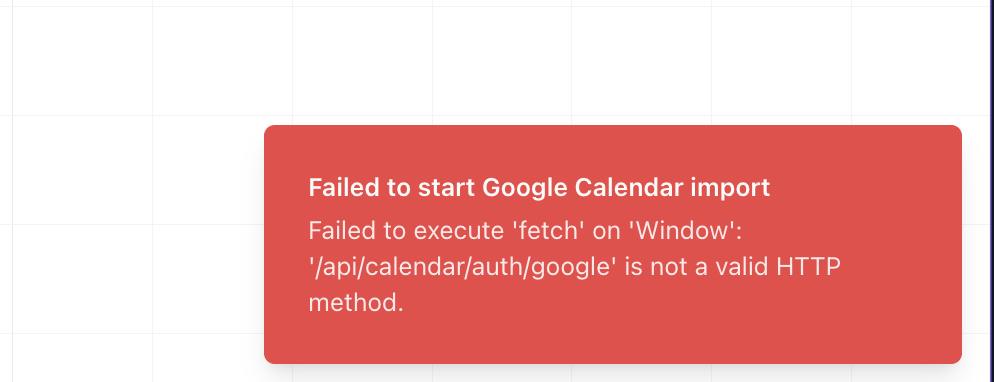 Failed to start Google Calendar import
Failed to execute 'fetch' on 'Window':
'/api/calendar/auth/google' is not a valid HTTP
method.